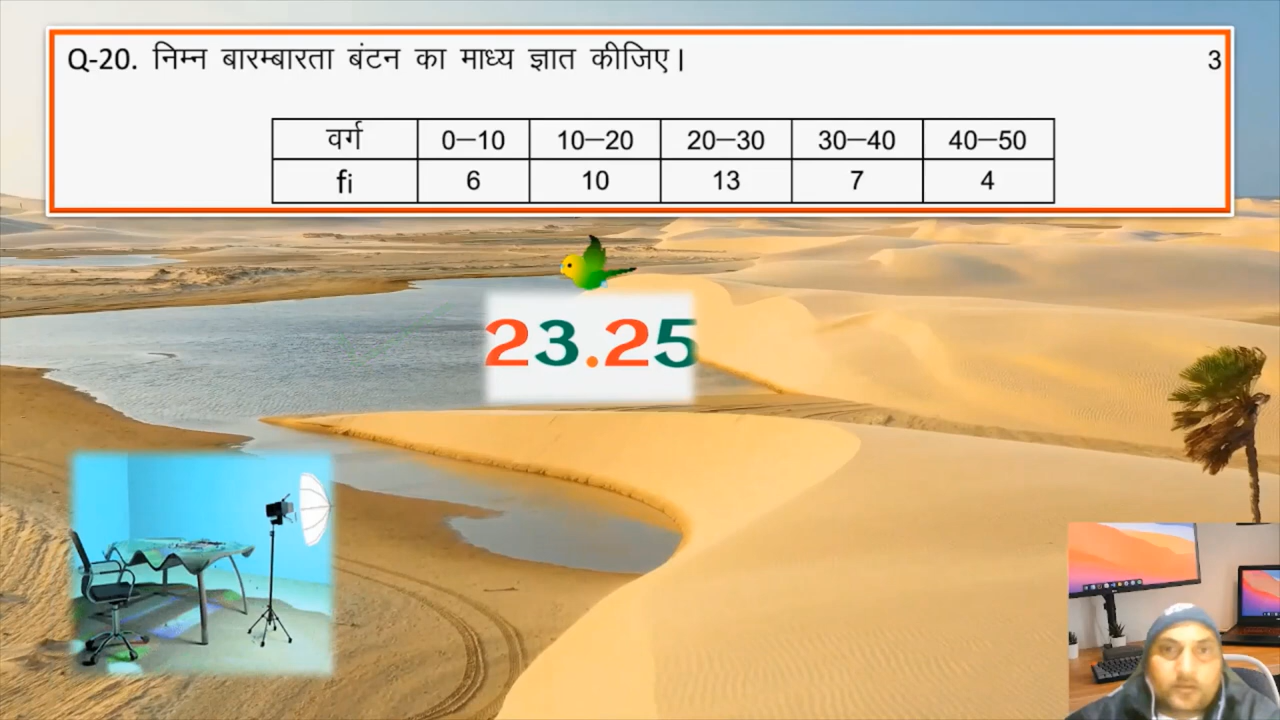 Q-20. निम्न बारम्बारता बंटन का माध्य ज्ञात कीजिए। 3
वर्ग 0–10 10–20 20–30 30–40 40–50
fi 6 10 13 7 4
23.25